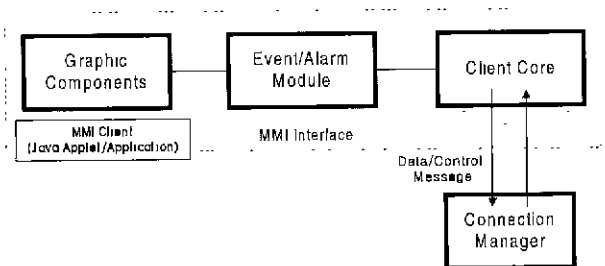 Graphic
Components
Event/Alarm
Module
Client Core
MMI Client
(Java Applet/Application)
MMI Interface
Data/Control
Message
Connection
Manager